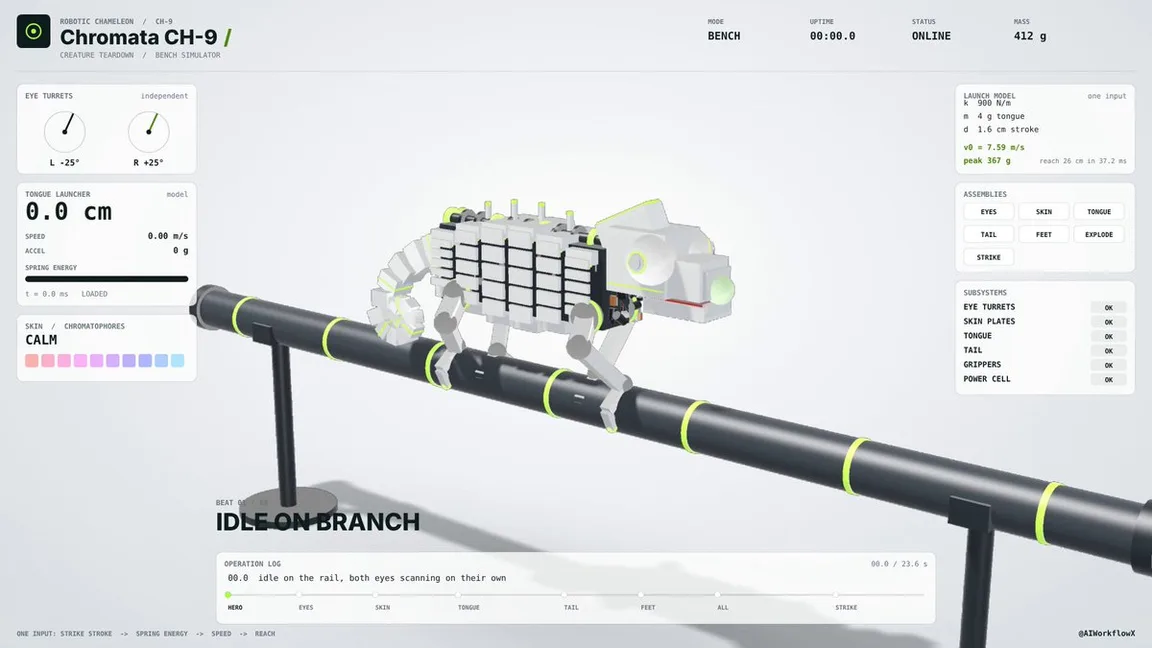 ROBOTIC CHAMELEON / CH-9
Chromata CH-9 /
CREATURE TEARDOWN / BENCH SIMULATOR
MODE
BENCH
UPTIME
00:00.0
STATUS
ONLINE
MASS
412 g
EYE TURRETS independent
L -25° R +25°
TONGUE LAUNCHER model
0.0 cm
SPEED 0.00 m/s
ACCEL 0 g
SPRING ENERGY
t = 0.0 ms LOADED
SKIN / CHROMATOPHORES
CALM
LAUNCH MODEL one input
k 900 N/m
m 4 g tongue
d 1.6 cm stroke
v0 = 7.59 m/s
peak 367 g reach 26 cm in 37.2 ms
ASSEMBLIES
EYES SKIN TONGUE
TAIL FEET EXPLODE
STRIKE
SUBSYSTEMS
EYE TURRETS OK
SKIN PLATES OK
TONGUE OK
TAIL OK
GRIPPERS OK
POWER CELL OK
BEAT
IDLE ON BRANCH
OPERATION LOG 00.0 / 23.6 s
00.0 idle on the rail, both eyes scanning on their own
HERO EYES SKIN TONGUE TAIL FEET ALL STRIKE
ONE INPUT: STRIKE STROKE -> SPRING ENERGY -> SPEED -> REACH
@AIWorkflowX